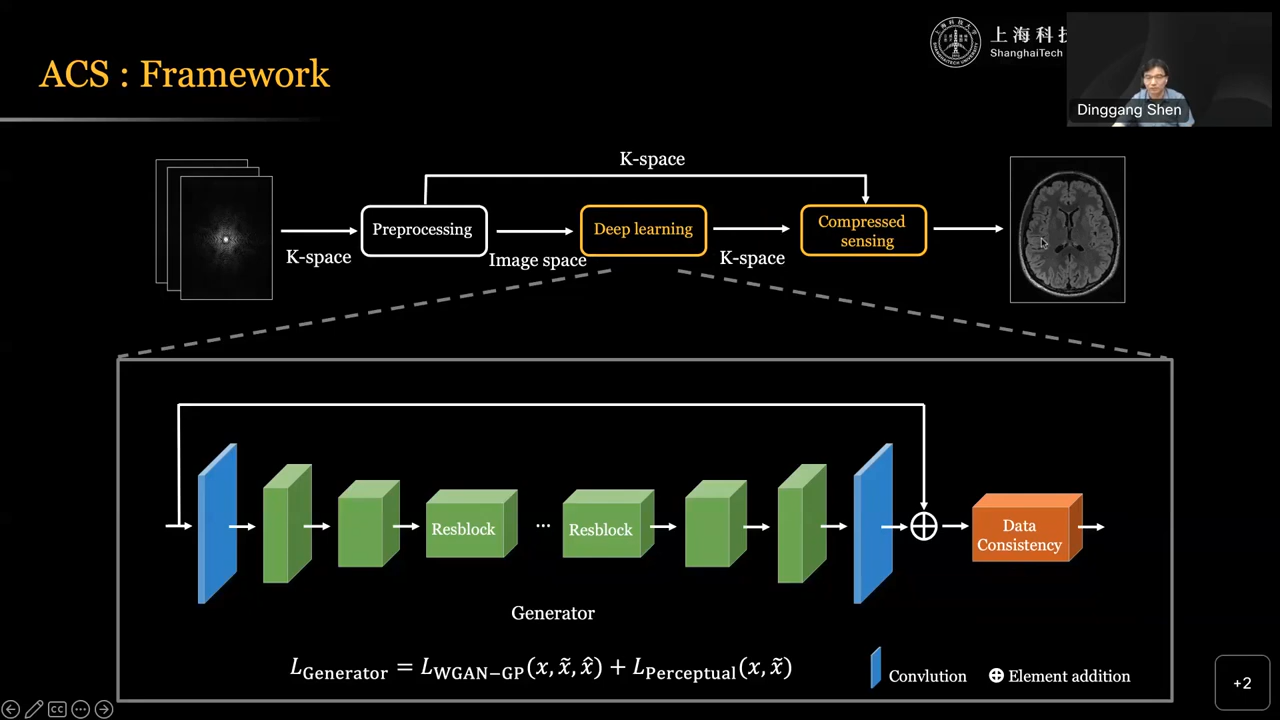 上海科技
ShanghaiTech
ACS : Framework
Dinggang Shen
K-space
Preprocessing
Deep learning
Compressed
sensing
K-space
Image space
K-space
Resblock
...
Resblock
Data
Consistency
Generator
L_Generator = L_WGAN−GP(x, x̃, x̂) + L_Perceptual(x, x̃)
Convlution
⊕ Element addition
CC
+2